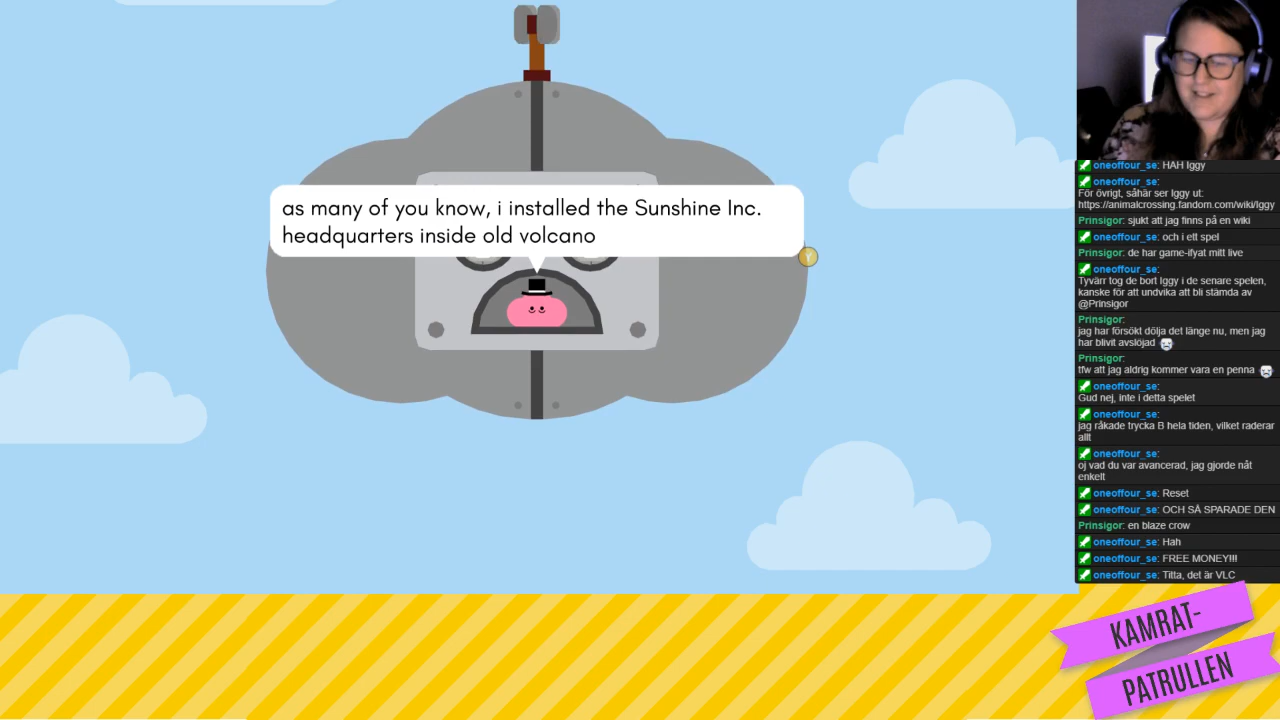 as many of you know, i installed the Sunshine Inc.
headquarters inside old volcano
Y
oneoffour_se: HAH Iggy
oneoffour_se:
För övrigt, såhär ser Iggy ut:
https://animalcrossing.fandom.com/wiki/Iggy
Prinsigor: sjukt att jag finns på en wiki
oneoffour_se: och i ett spel
Prinsigor: de har game-ifyat mitt live
oneoffour_se:
Tyvärr tog de bort Iggy i de senare spelen,
kanske för att undvika att bli stämda av
@Prinsigor
Prinsigor:
jag har försökt dölja det länge nu, men jag
har blivit avslöjad
Prinsigor:
tfw att jag aldrig kommer vara en penna
oneoffour_se:
Gud nej, inte i detta spelet
oneoffour_se:
jag råkade trycka B hela tiden, vilket raderar
allt
oneoffour_se:
oj vad du var avancerad, jag gjorde nåt
enkelt
oneoffour_se: Reset
oneoffour_se: OCH SÅ SPARADE DEN
Prinsigor: en blaze crow
oneoffour_se: Hah
oneoffour_se: FREE MONEY!!!
oneoffour_se: Titta, det är VLC
KAMRAT-
PATRULLEN